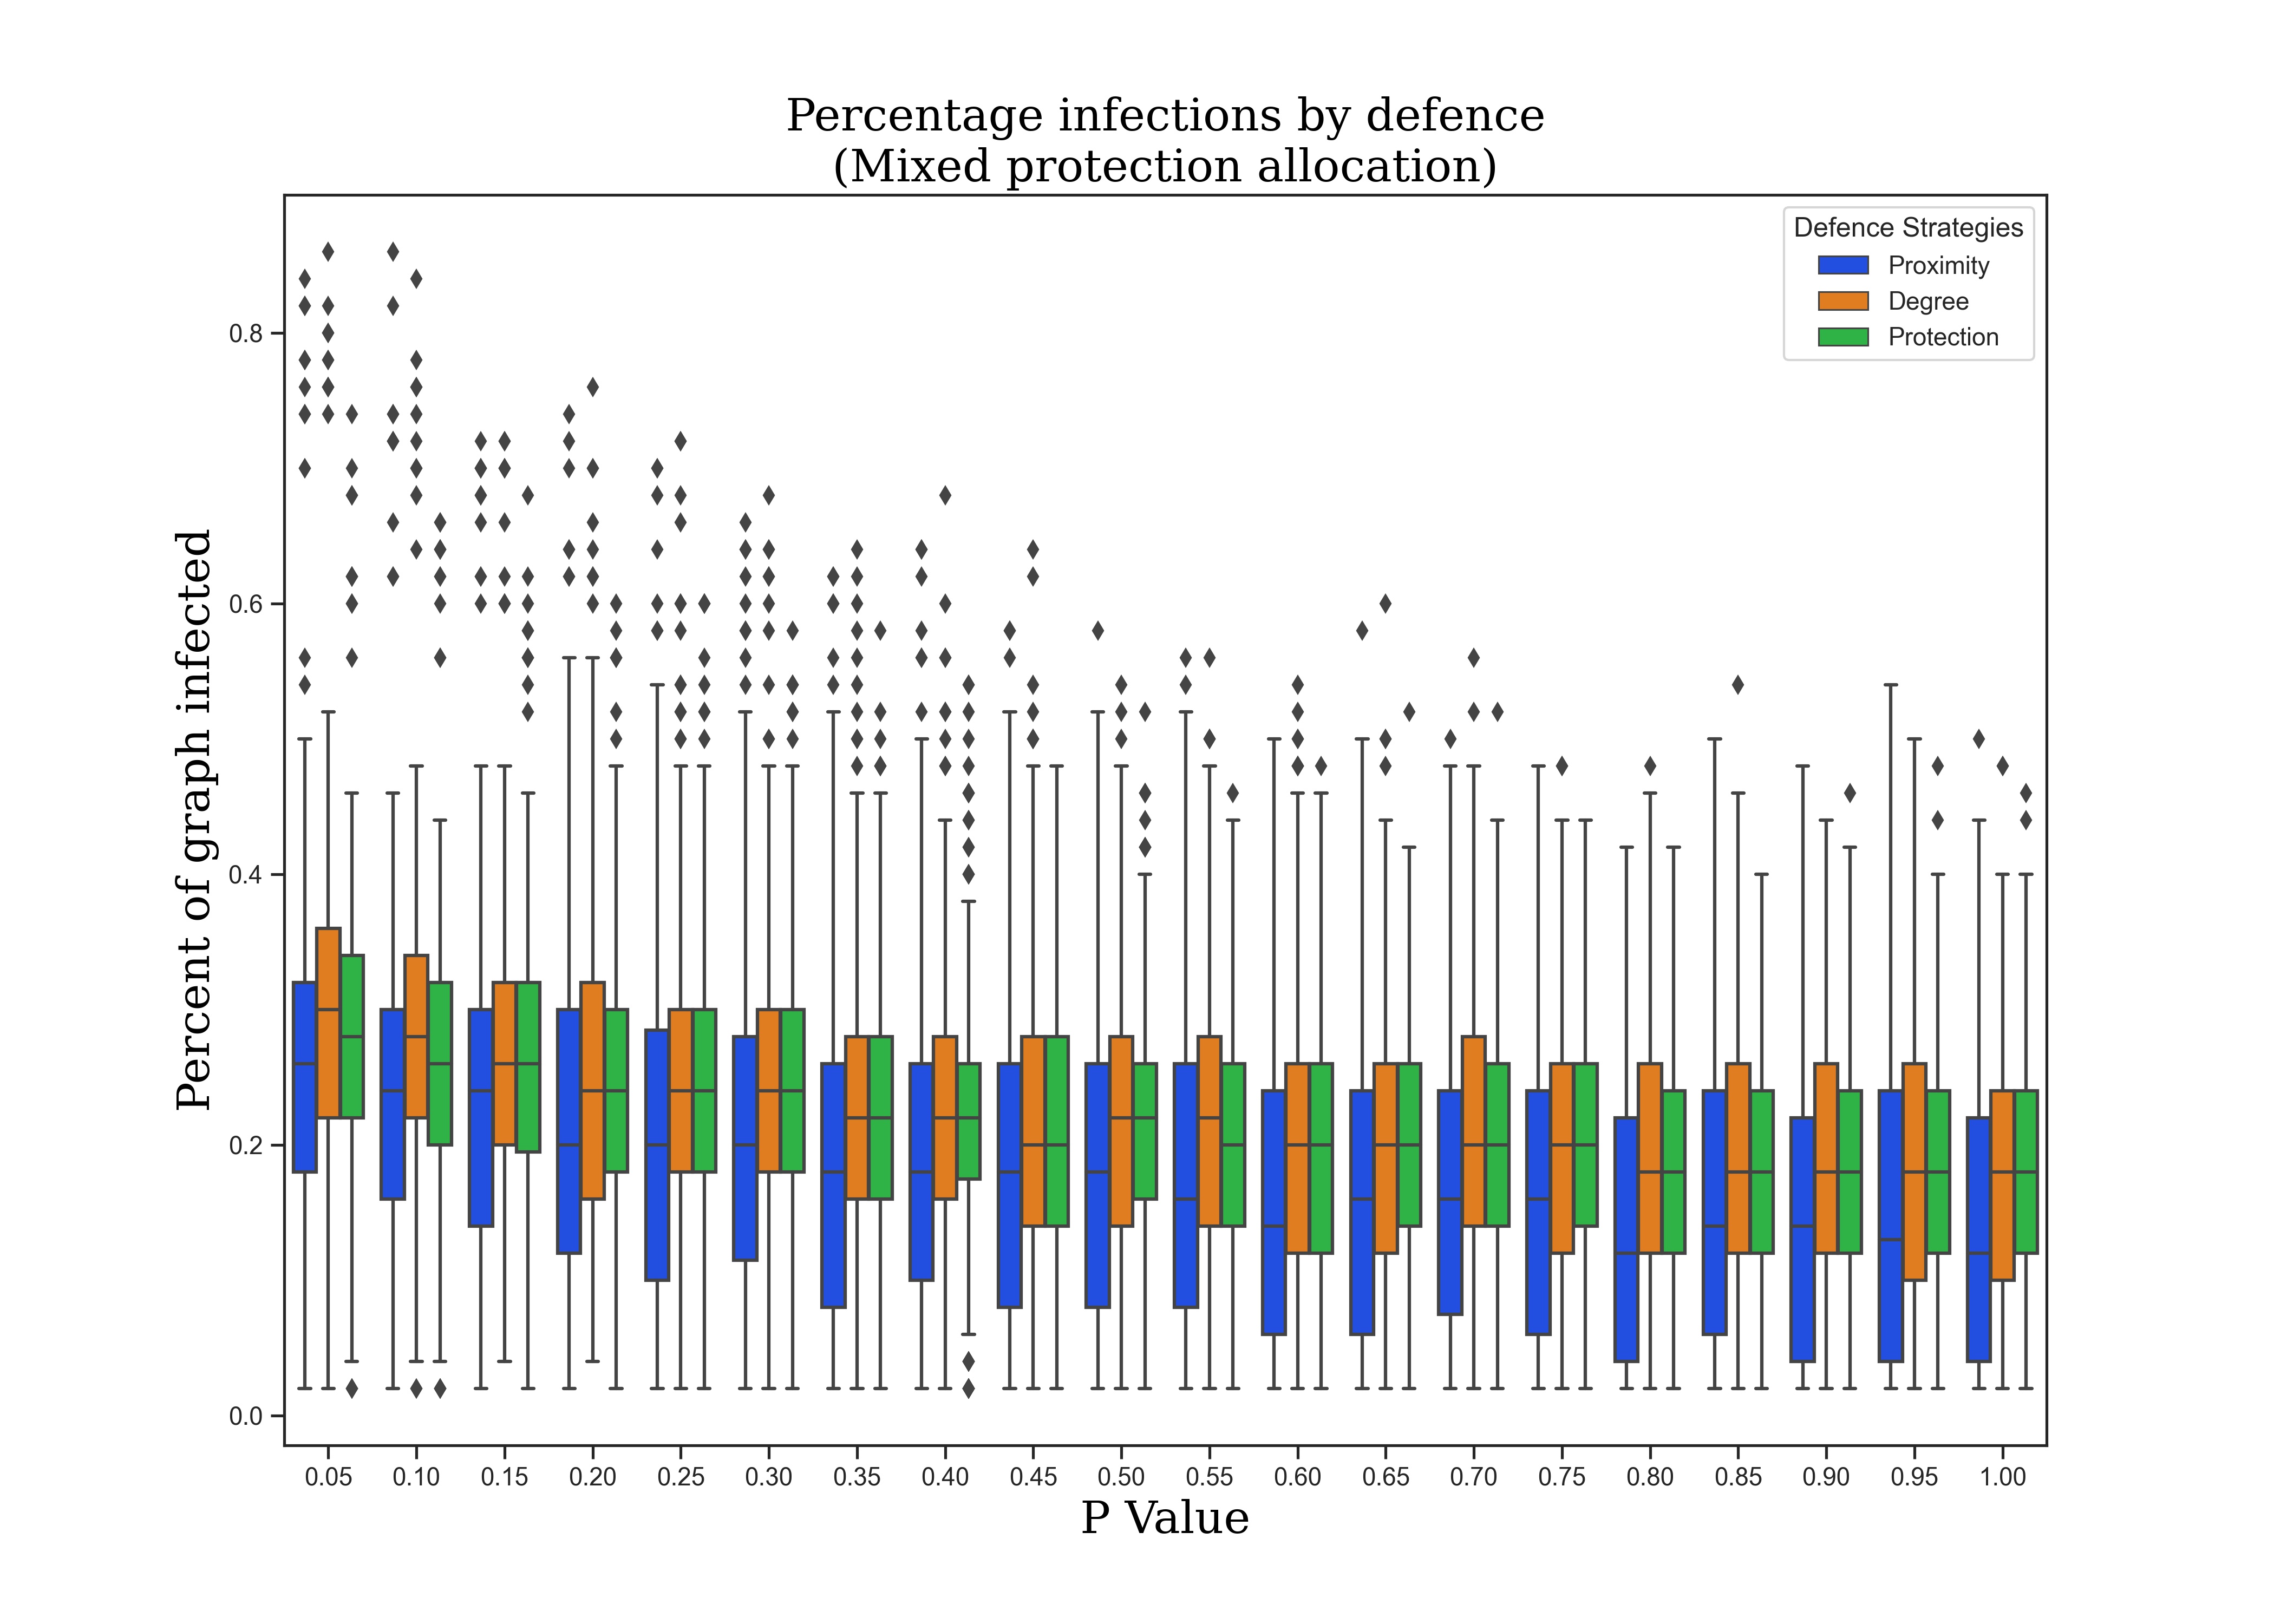 Percentage infections by defence
(Mixed protection allocation)
Defence Strategies
Proximity
Degree
Protection
Percent of graph infected
0.8
0.6
0.4
0.2
0.0
0.05 0.10 0.15 0.20 0.25 0.30 0.35 0.40 0.45 0.50 0.55 0.60 0.65 0.70 0.75 0.80 0.85 0.90 0.95 1.00
P Value